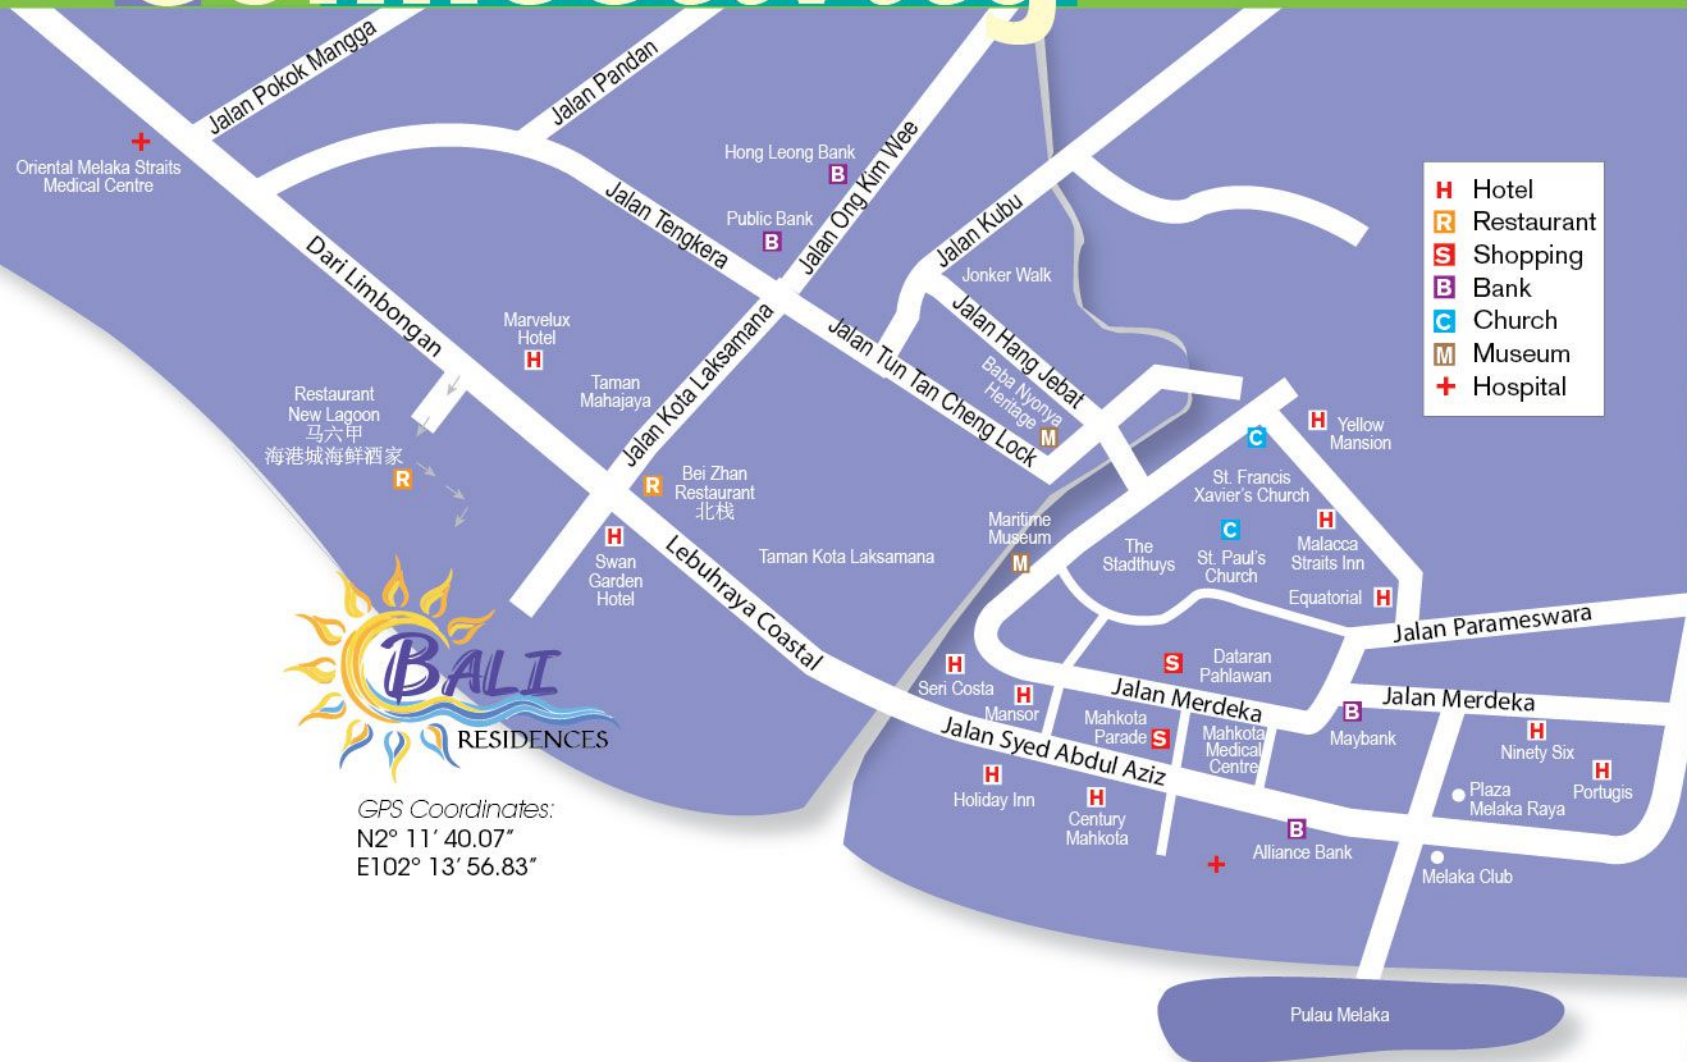 Connectivity
Jalan Pokok Mangga
Jalan Pandan
Oriental Melaka Straits
Medical Centre
Hong Leong Bank
B
Public Bank
B
Jalan Ong Kim Wee
Jalan Tengkera
Jalan Kubu
Jonker Walk
H Hotel
R Restaurant
S Shopping
B Bank
C Church
M Museum
+ Hospital
Dari Limbongan
Marvelux
Hotel
H
Taman
Mahajaya
Jalan Kota Laksamana
Jalan Tun Tan Cheng Lock
Jalan Hang Jebat
Baba Nyonya
Heritage
M
Restaurant
New Lagoon
马六甲
海港城海鲜酒家
R
R
Bei Zhan
Restaurant
北栈
H
Swan
Garden
Hotel
Lebuhraya Coastal
Taman Kota Laksamana
Maritime
Museum
M
H
Yellow
Mansion
C
St. Francis
Xavier's Church
C
St. Paul's
Church
The
Stadthuys
H
Malacca
Straits Inn
Equatorial H
Jalan Parameswara
BALI
RESIDENCES
GPS Coordinates:
N2° 11’ 40.07”
E102° 13’ 56.83”
H
Seri Costa
H
Mansor
S
Dataran
Pahlawan
Jalan Merdeka
Jalan Merdeka
Mahkota
Parade S
Mahkota
Medical
Centre
B
Maybank
H
Ninety Six
H
Portugis
Plaza
Melaka Raya
Jalan Syed Abdul Aziz
H
Holiday Inn
H
Century
Mahkota
B
Alliance Bank
Melaka Club
Pulau Melaka